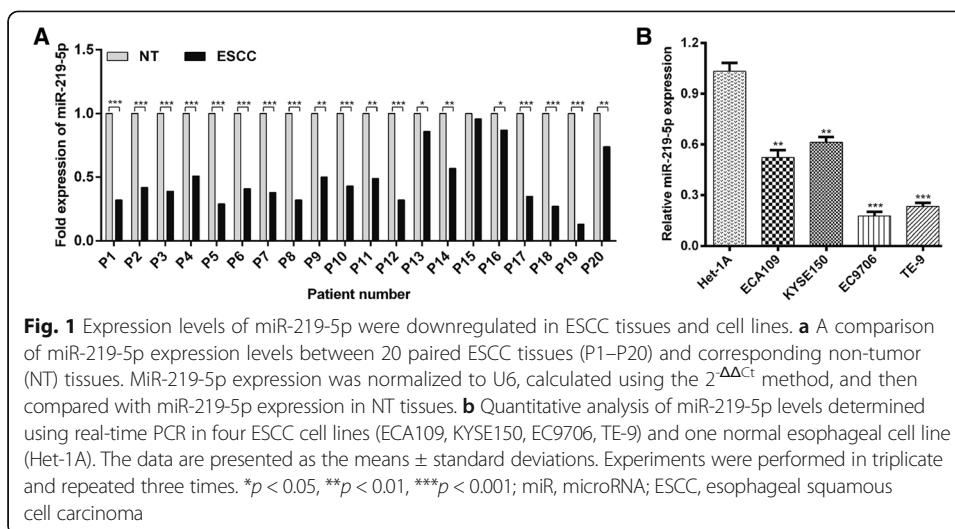 A
Fold expression of miR-219-5p
1.5
1.0
0.5
0.0
NT
ESCC
*** *** *** *** *** *** *** *** ** *** ** *** * ** * *** *** *** **
P1 P2 P3 P4 P5 P6 P7 P8 P9 P10 P11 P12 P13 P14 P15 P16 P17 P18 P19 P20
Patient number
B
Relative miR-219-5p expression
1.2
0.9
0.6
0.3
0.0
** ** *** ***
Het-1A ECA109 KYSE150 EC9706 TE-9
Fig. 1 Expression levels of miR-219-5p were downregulated in ESCC tissues and cell lines. a A comparison
of miR-219-5p expression levels between 20 paired ESCC tissues (P1–P20) and corresponding non-tumor
(NT) tissues. MiR-219-5p expression was normalized to U6, calculated using the 2-ΔΔCt method, and then
compared with miR-219-5p expression in NT tissues. b Quantitative analysis of miR-219-5p levels determined
using real-time PCR in four ESCC cell lines (ECA109, KYSE150, EC9706, TE-9) and one normal esophageal cell line
(Het-1A). The data are presented as the means ± standard deviations. Experiments were performed in triplicate
and repeated three times. *p < 0.05, **p < 0.01, ***p < 0.001; miR, microRNA; ESCC, esophageal squamous
cell carcinoma